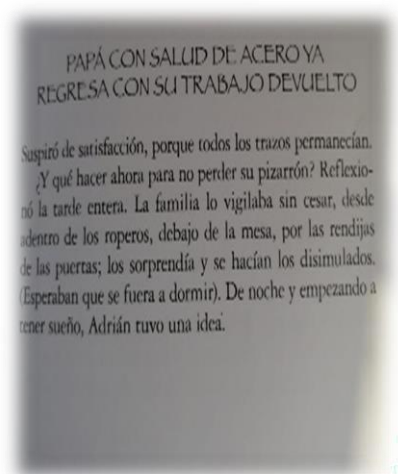 PAPÁ CON SALUD DE ACERO YA
REGRESA CON SU TRABAJO DEVUELTO
Suspiró de satisfacción, porque todos los trazos permanecían.
¿Y qué hacer ahora para no perder su pizarrón? Reflexio-
nó la tarde entera. La familia lo vigilaba sin cesar, desde
adentro de los roperos, debajo de la mesa, por las rendijas
de las puertas; los sorprendía y se hacían los disimulados.
(Esperaban que se fuera a dormir). De noche y empezando a
tener sueño, Adrián tuvo una idea.